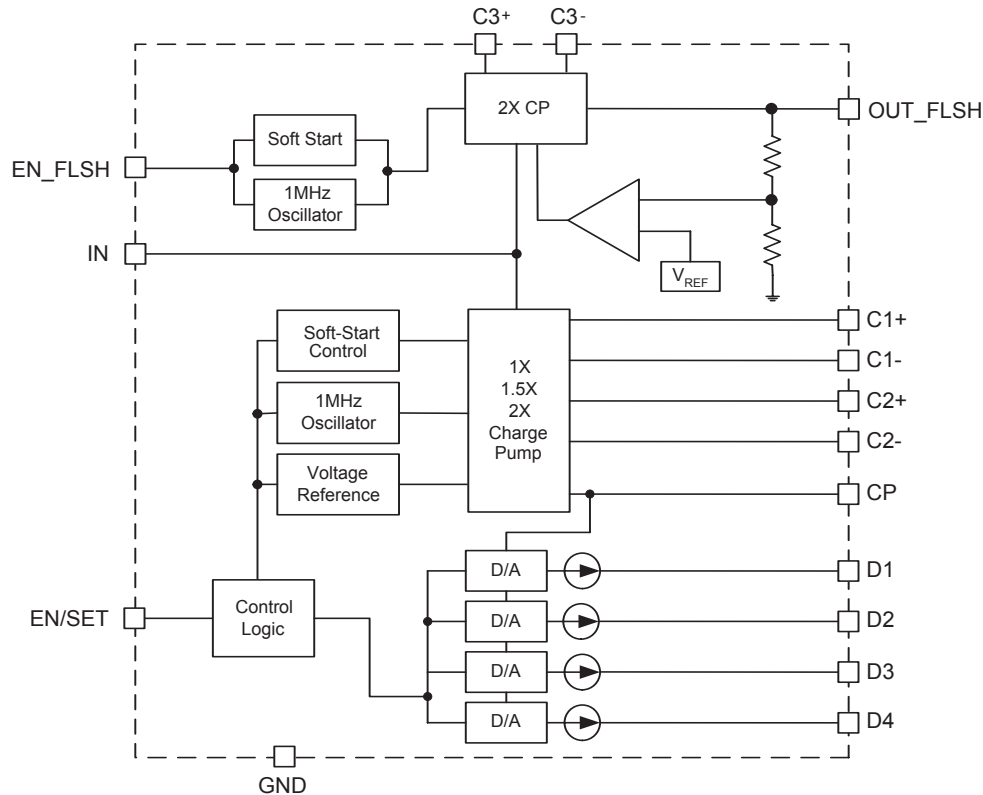 C3+ C3-
2X CP
OUT_FLSH
Soft Start
EN_FLSH
1MHz
Oscillator
IN
VREF
Soft-Start
Control
1MHz
Oscillator
Voltage
Reference
1X
1.5X
2X
Charge
Pump
C1+
C1-
C2+
C2-
CP
D/A
D1
D/A
D2
D/A
D3
D/A
D4
EN/SET
Control
Logic
GND